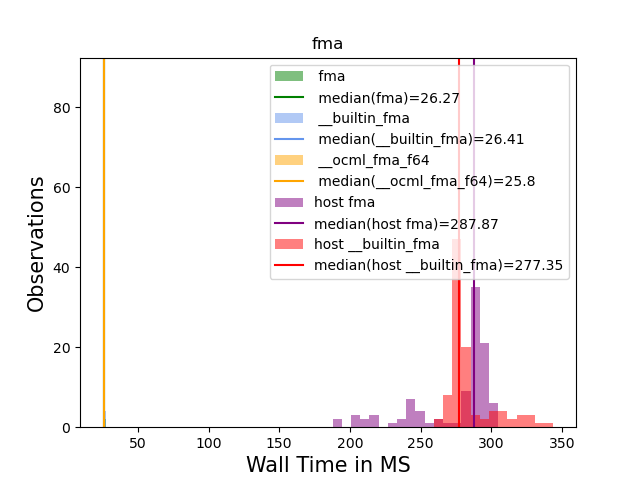 fma
fma
median(fma)=26.27
__builtin_fma
median(__builtin_fma)=26.41
__ocml_fma_f64
median(__ocml_fma_f64)=25.8
host fma
median(host fma)=287.87
host __builtin_fma
median(host __builtin_fma)=277.35
Observations
80
60
40
20
0
50 100 150 200 250 300 350
Wall Time in MS